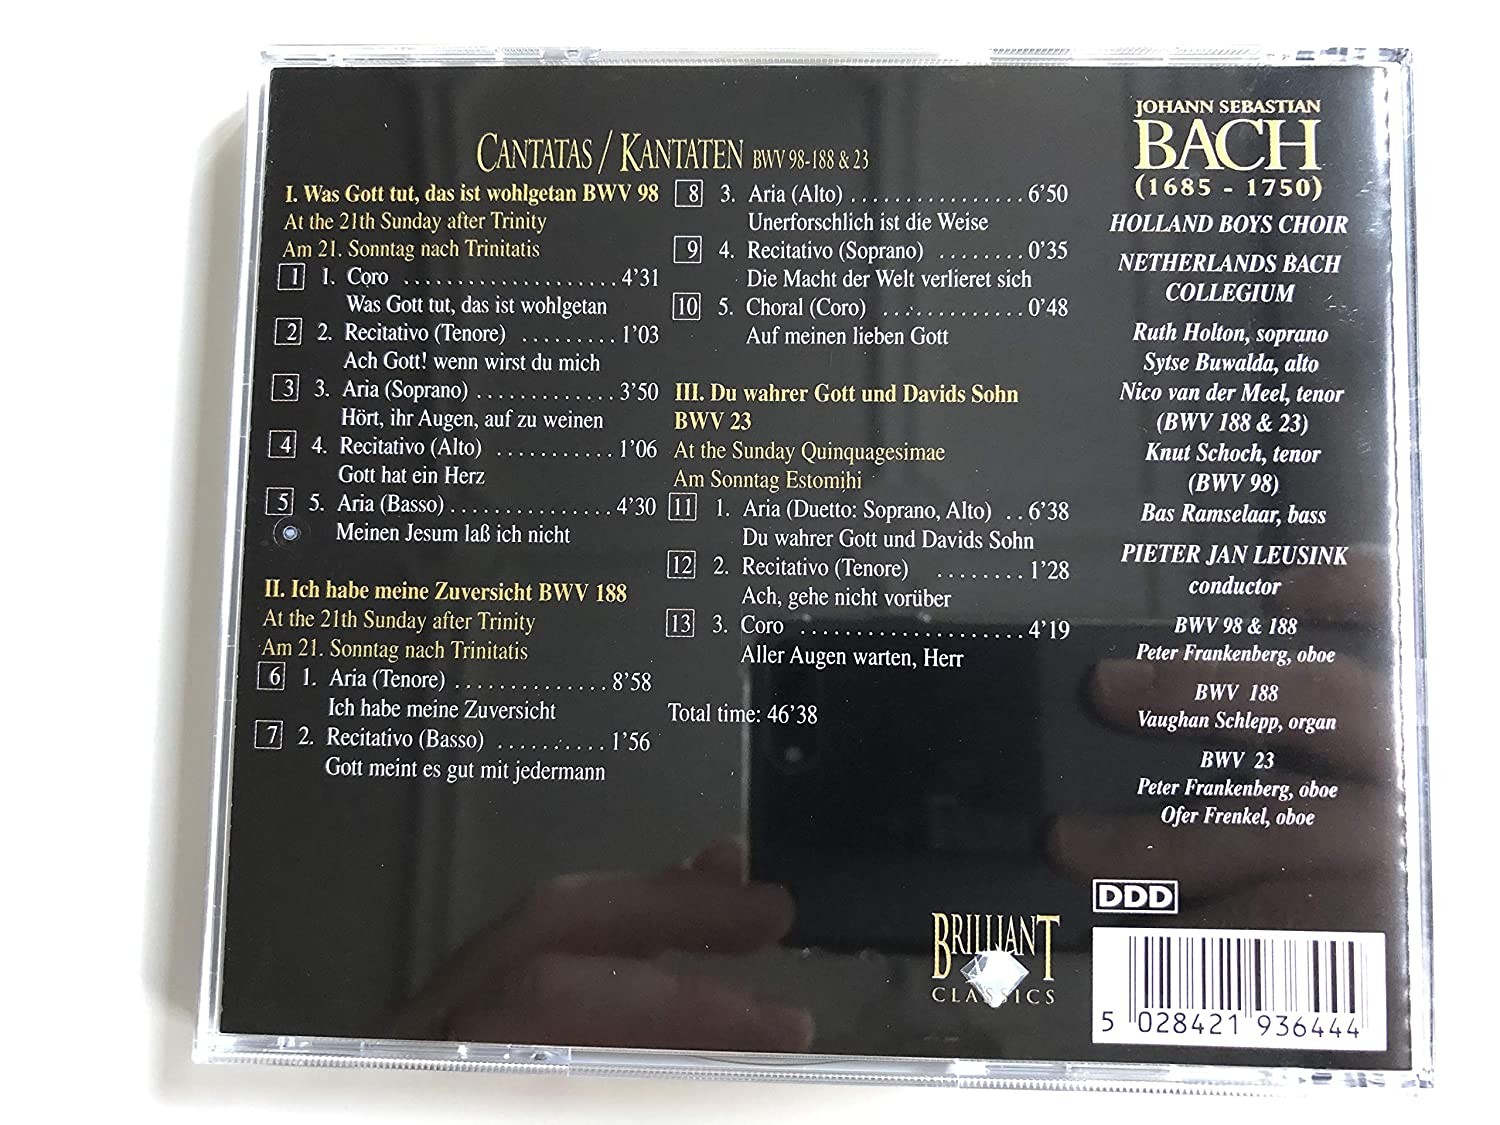 CANTATAS / KANTATEN BWV 98-188 & 23
I. Was Gott tut, das ist wohlgetan BWV 98
At the 21th Sunday after Trinity
Am 21. Sonntag nach Trinitatis
1 1. Coro .................... 4'31
Was Gott tut, das ist wohlgetan
2 2. Recitativo (Tenore) ......... 1'03
Ach Gott! wenn wirst du mich
3 3. Aria (Soprano) ............. 3'50
Hört, ihr Augen, auf zu weinen
4 4. Recitativo (Alto) ........... 1'06
Gott hat ein Herz
5 5. Aria (Basso) ............... 4'30
Meinen Jesum laß ich nicht
II. Ich habe meine Zuversicht BWV 188
At the 21th Sunday after Trinity
Am 21. Sonntag nach Trinitatis
6 1. Aria (Tenore) .............. 8'58
Ich habe meine Zuversicht
7 2. Recitativo (Basso) .......... 1'56
Gott meint es gut mit jedermann
8 3. Aria (Alto) ................ 6'50
Unerforschlich ist die Weise
9 4. Recitativo (Soprano) ........ 0'35
Die Macht der Welt verlieret sich
10 5. Choral (Coro) ............. 0'48
Auf meinen lieben Gott
III. Du wahrer Gott und Davids Sohn
BWV 23
At the Sunday Quinquagesimae
Am Sonntag Estomihi
11 1. Aria (Duetto: Soprano, Alto) .. 6'38
Du wahrer Gott und Davids Sohn
12 2. Recitativo (Tenore) ........ 1'28
Ach, gehe nicht vorüber
13 3. Coro ..................... 4'19
Aller Augen warten, Herr
Total time: 46'38
JOHANN SEBASTIAN
BACH
(1685 - 1750)
HOLLAND BOYS CHOIR
NETHERLANDS BACH
COLLEGIUM
Ruth Holton, soprano
Sytse Buwalda, alto
Nico van der Meel, tenor
(BWV 188 & 23)
Knut Schoch, tenor
(BWV 98)
Bas Ramselaar, bass
PIETER JAN LEUSINK
conductor
BWV 98 & 188
Peter Frankenberg, oboe
BWV 188
Vaughan Schlepp, organ
BWV 23
Peter Frankenberg, oboe
Ofer Frenkel, oboe
DDD
BRILLIANT
CLASSICS
5 028421 936444